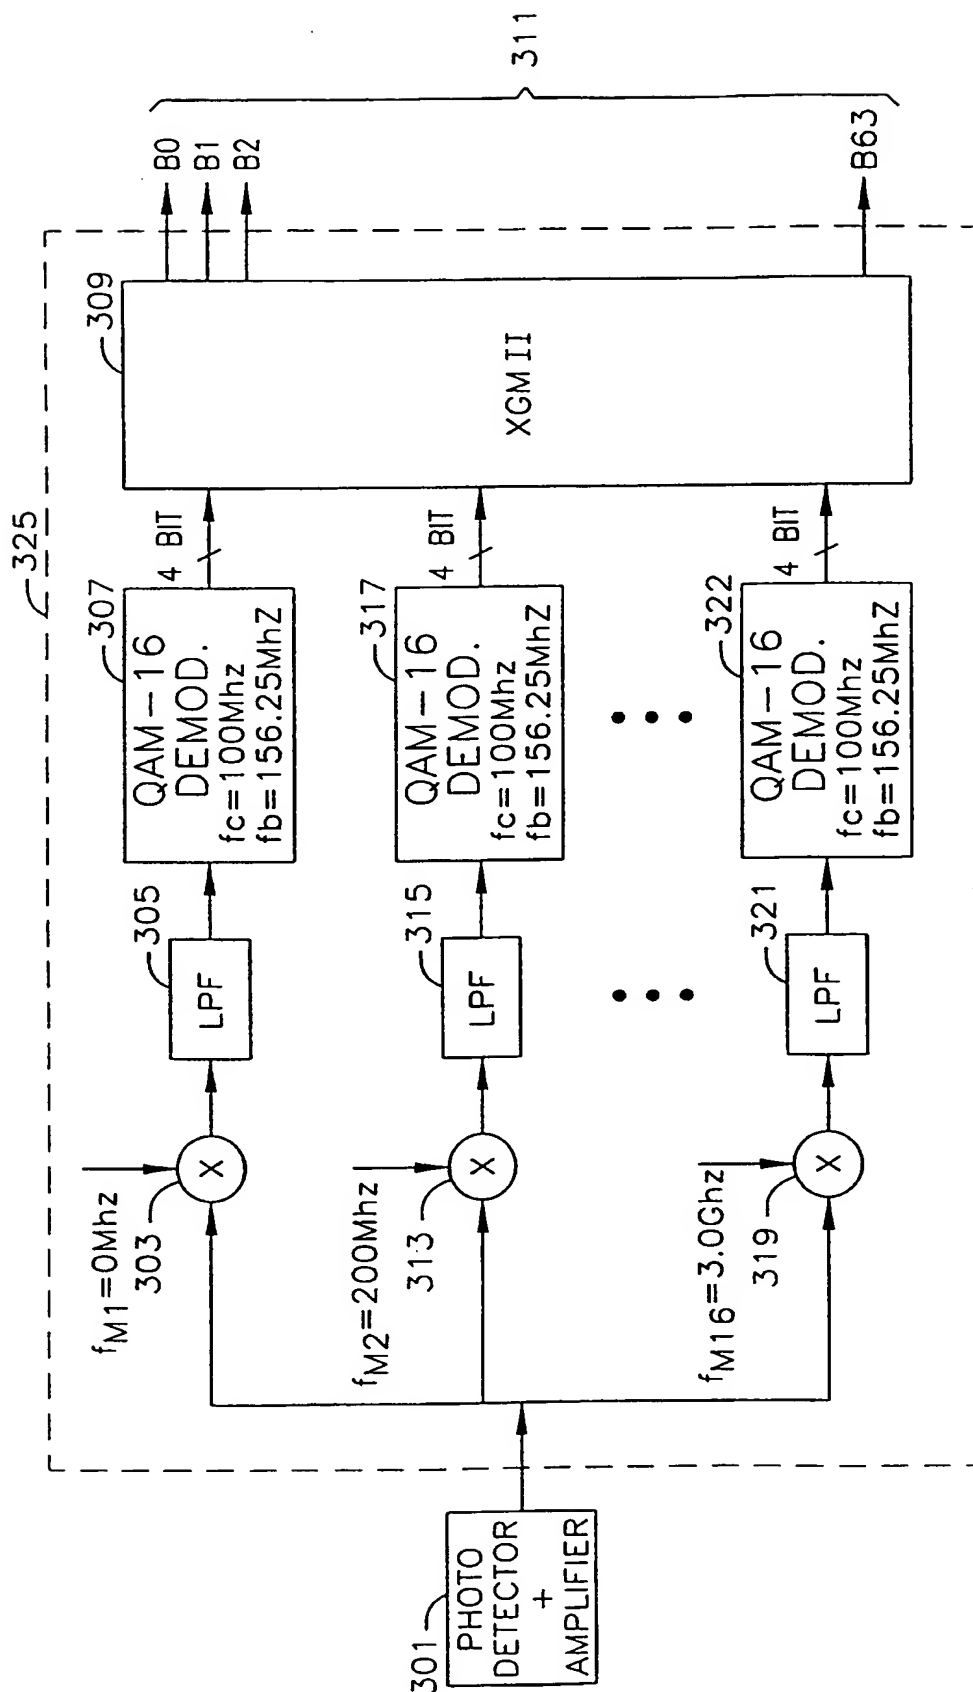 325
311
B0
B1
B2
B63
309
XGM II
4 BIT
4 BIT
4 BIT
307
QAM-16
DEMOD.
fc=100Mhz
fb=156.25MhZ
317
QAM-16
DEMOD.
fc=100Mhz
fb=156.25MhZ
322
QAM-16
DEMOD.
fc=100Mhz
fb=156.25MhZ
305
LPF
315
LPF
321
LPF
fM1=0Mhz
X
303
fM2=200Mhz
X
313
fM16=3.0Ghz
X
319
301
PHOTO
DETECTOR
+
AMPLIFIER